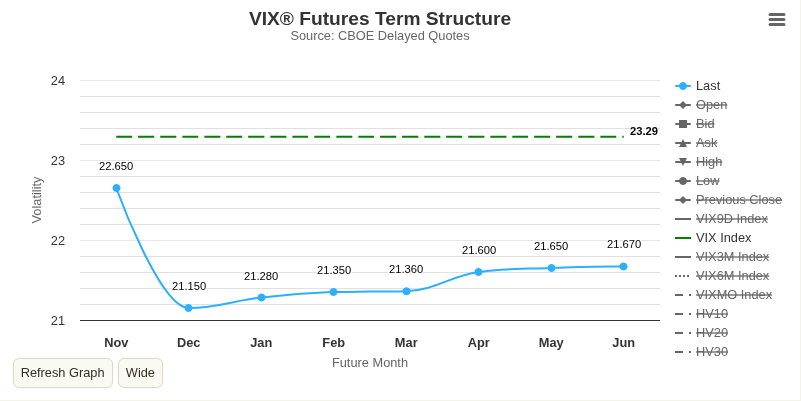 VIX® Futures Term Structure
Source: CBOE Delayed Quotes
24
23
22
21
Volatility
23.29
22.650
21.150
21.280
21.350
21.360
21.600
21.650
21.670
Nov
Dec
Jan
Feb
Mar
Apr
May
Jun
Future Month
Last
Open
Bid
Ask
High
Low
Previous Close
VIX9D Index
VIX Index
VIX3M Index
VIX6M Index
VIXMO Index
HV10
HV20
HV30
Refresh Graph
Wide